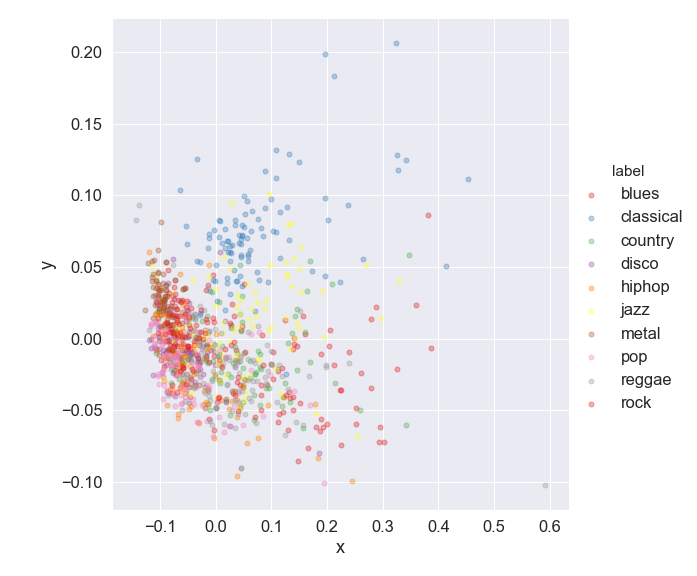 0.20
0.15
0.10
0.05
0.00
−0.05
−0.10
y
−0.1
0.0
0.1
0.2
0.3
0.4
0.5
0.6
x
label
blues
classical
country
disco
hiphop
jazz
metal
pop
reggae
rock